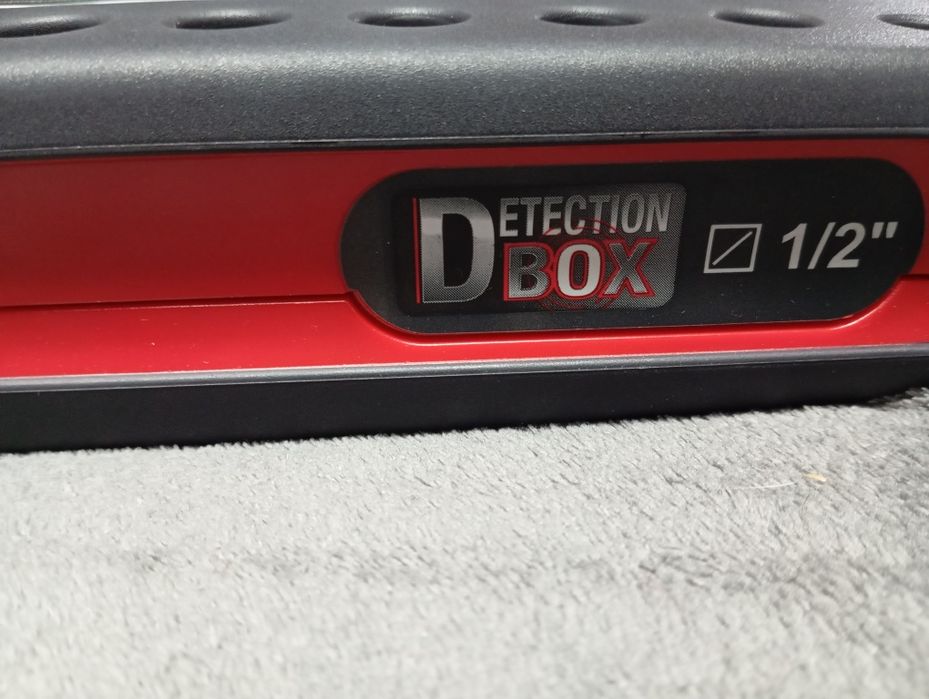 DETECTION
BOX
1/2"